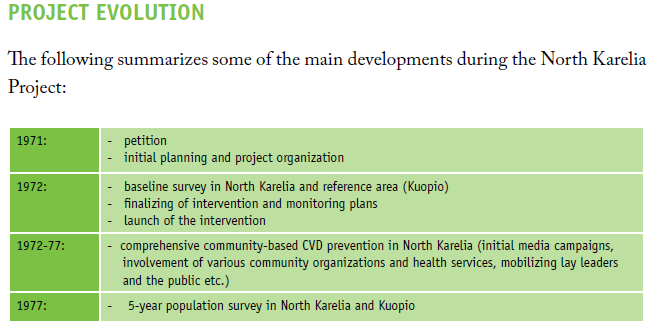 PROJECT EVOLUTION
The following summarizes some of the main developments during the North Karelia
Project:
1971:
- petition
- initial planning and project organization
1972:
- baseline survey in North Karelia and reference area (Kuopio)
- finalizing of intervention and monitoring plans
- launch of the intervention
1972-77:
- comprehensive community-based CVD prevention in North Karelia (initial media campaigns,
involvement of various community organizations and health services, mobilizing lay leaders
and the public etc.)
1977:
- 5-year population survey in North Karelia and Kuopio